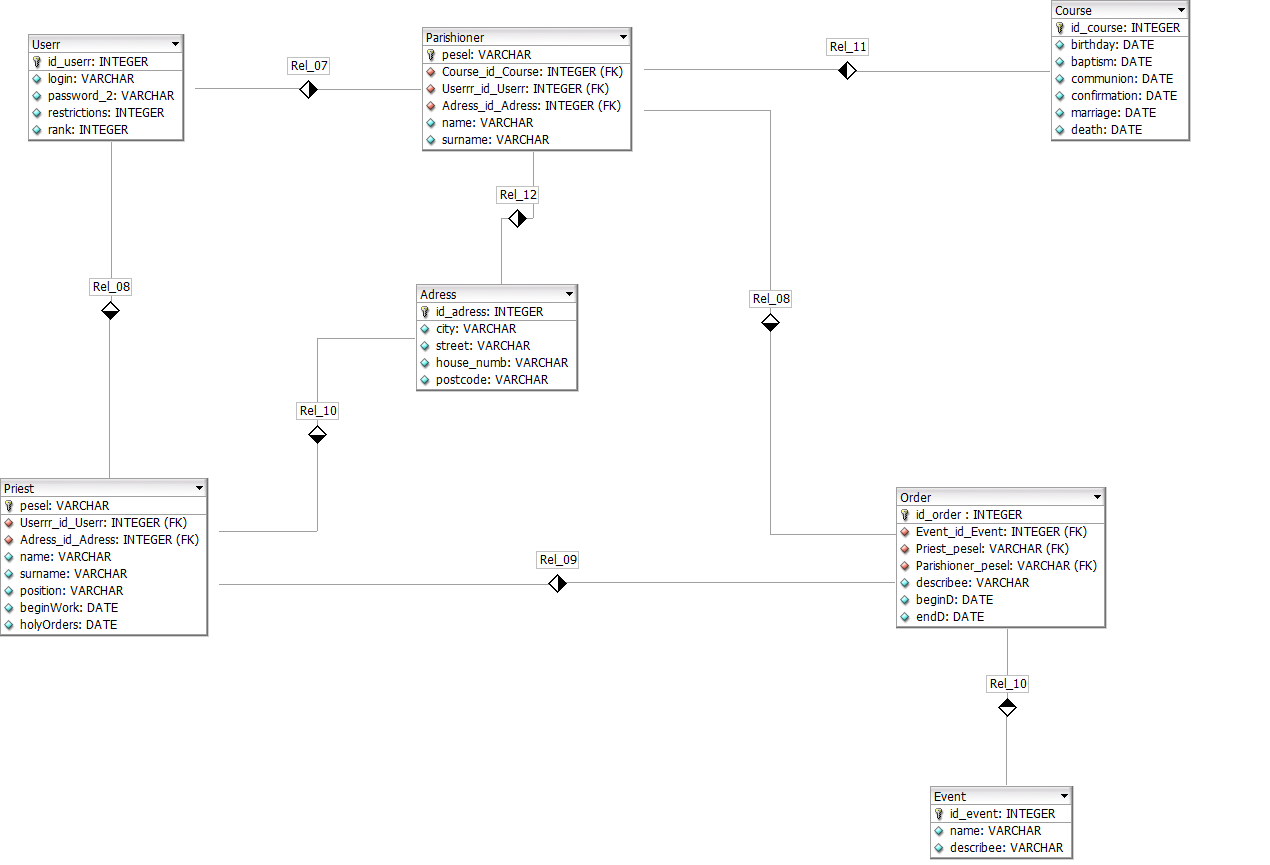 Userr
id_userr: INTEGER
login: VARCHAR
password_2: VARCHAR
restrictions: INTEGER
rank: INTEGER
Rel_07
Parishioner
pesel: VARCHAR
Course_id_Course: INTEGER (FK)
Userrr_id_Userr: INTEGER (FK)
Adress_id_Adress: INTEGER (FK)
name: VARCHAR
surname: VARCHAR
Rel_11
Course
id_course: INTEGER
birthday: DATE
baptism: DATE
communion: DATE
confirmation: DATE
marriage: DATE
death: DATE
Rel_12
Rel_08
Adress
id_adress: INTEGER
city: VARCHAR
street: VARCHAR
house_numb: VARCHAR
postcode: VARCHAR
Rel_08
Rel_10
Priest
pesel: VARCHAR
Userrr_id_Userr: INTEGER (FK)
Adress_id_Adress: INTEGER (FK)
name: VARCHAR
surname: VARCHAR
position: VARCHAR
beginWork: DATE
holyOrders: DATE
Rel_09
Order
id_order : INTEGER
Event_id_Event: INTEGER (FK)
Priest_pesel: VARCHAR (FK)
Parishioner_pesel: VARCHAR (FK)
describee: VARCHAR
beginD: DATE
endD: DATE
Rel_10
Event
id_event: INTEGER
name: VARCHAR
describee: VARCHAR